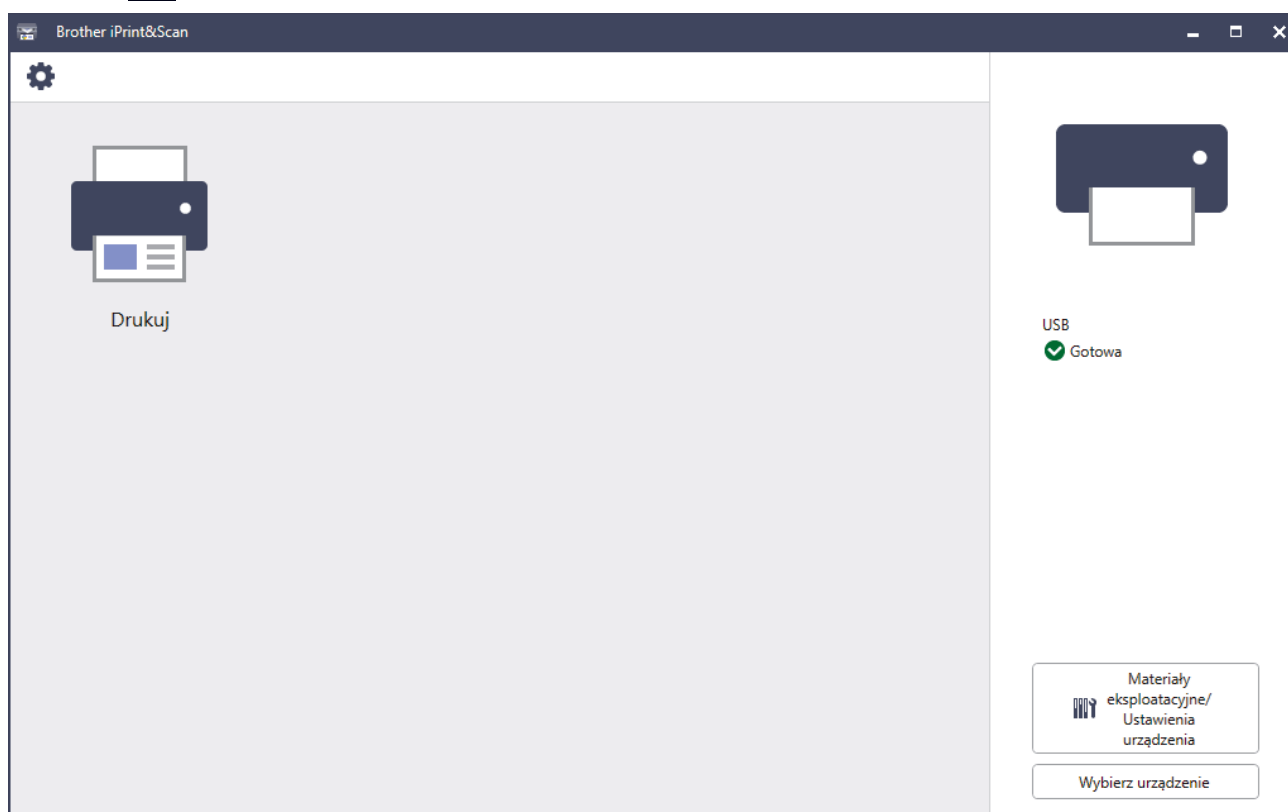 Brother iPrint&Scan
Drukuj
USB
Gotowa
Materiały
eksploatacyjne/
Ustawienia
urządzenia
Wybierz urządzenie